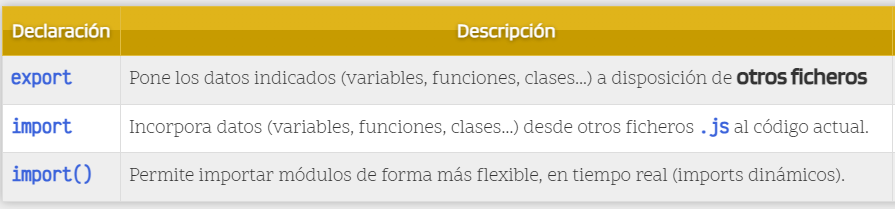 Declaración Descripción
export Pone los datos indicados (variables, funciones, clases...) a disposición de otros ficheros
import Incorpora datos (variables, funciones, clases...) desde otros ficheros .js al código actual.
import() Permite importar módulos de forma más flexible, en tiempo real (imports dinámicos).